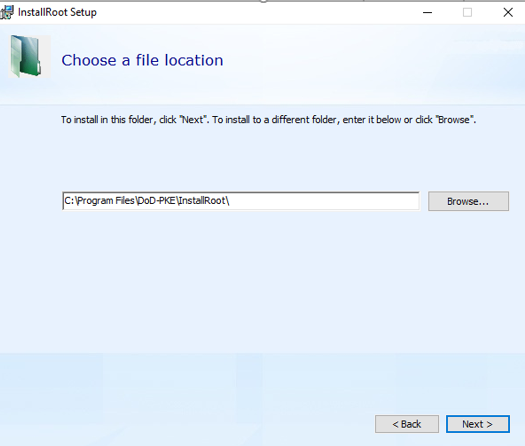 InstallRoot Setup
Choose a file location
To install in this folder, click "Next". To install to a different folder, enter it below or click "Browse".
C:\Program Files\DoD-PKE\InstallRoot\
Browse...
< Back
Next >